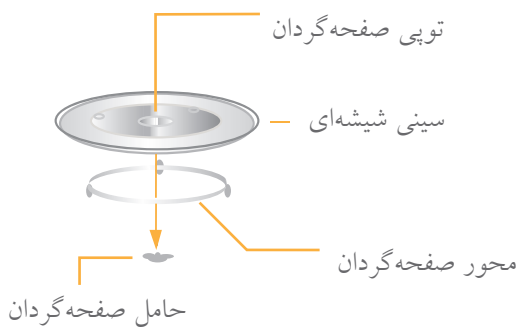 توپی صفحه‌گردان
سینی شیشه‌ای
محور صفحه‌گردان
حامل صفحه‌گردان